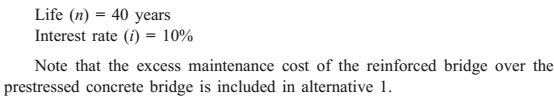 Life (n) = 40 years
Interest rate (i) = 10%
Note that the excess maintenance cost of the reinforced bridge over the
prestressed concrete bridge is included in alternative 1.